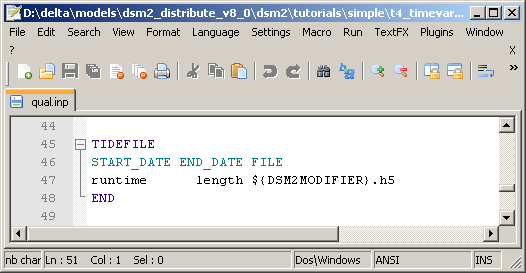 D:\delta\models\dsm2_distribute_v8_0\dsm2\tutorials\simple\t4_timevar...
File Edit Search View Format Language Settings Macro Run TextFX Plugins Window
? X
qual.inp
44
45 TIDEFILE
46 START_DATE END_DATE FILE
47 runtime length ${DSM2MODIFIER}.h5
48 END
49
nb char Ln : 51 Col : 1 Sel : 0 Dos\Windows ANSI INS